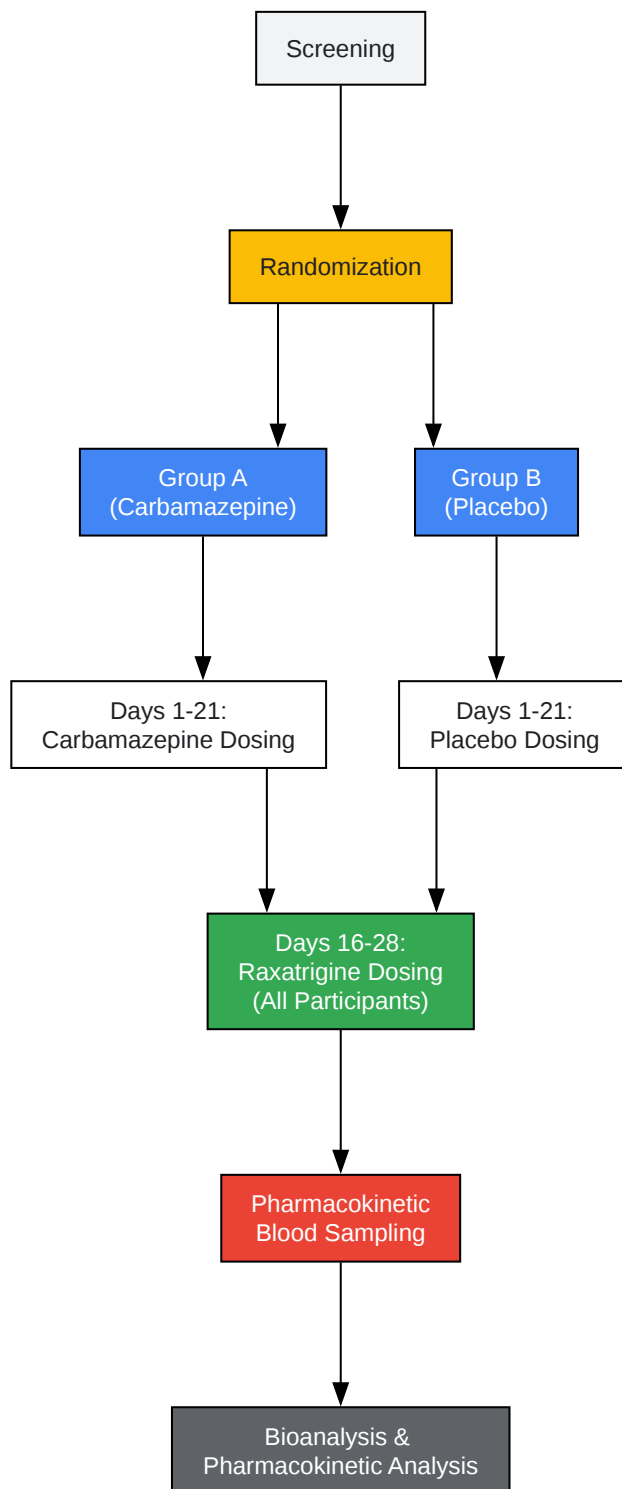 Screening
Randomization
Group A
(Carbamazepine)
Group B
(Placebo)
Days 1-21:
Carbamazepine Dosing
Days 1-21:
Placebo Dosing
Days 16-28:
Raxatrigine Dosing
(All Participants)
Pharmacokinetic
Blood Sampling
Bioanalysis &
Pharmacokinetic Analysis